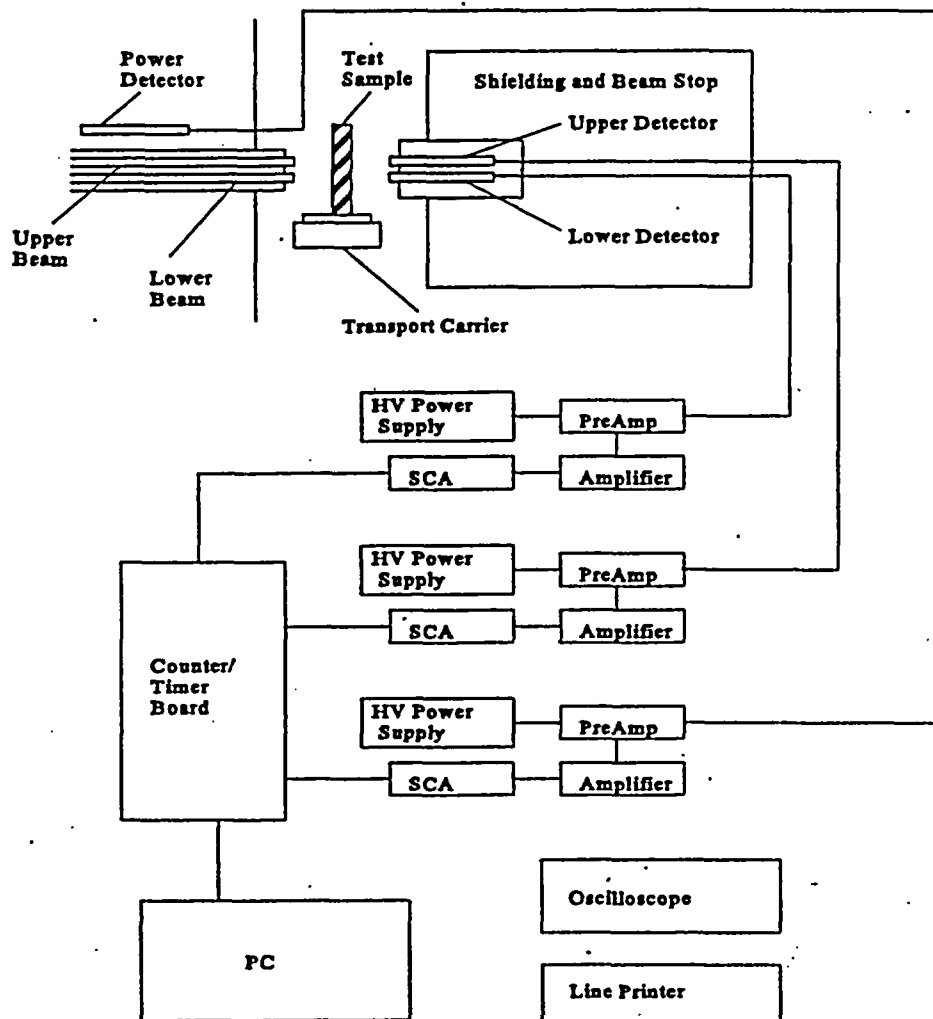 Power
Detector
Test
Sample
Shielding and Beam Stop
Upper Detector
Upper
Beam
Lower
Beam
Lower Detector
Transport Carrier
HV Power
Supply
PreAmp
SCA
Amplifier
HV Power
Supply
PreAmp
SCA
Amplifier
Counter/
Timer
Board
HV Power
Supply
PreAmp
SCA
Amplifier
Oscilloscope
PC
Line Printer